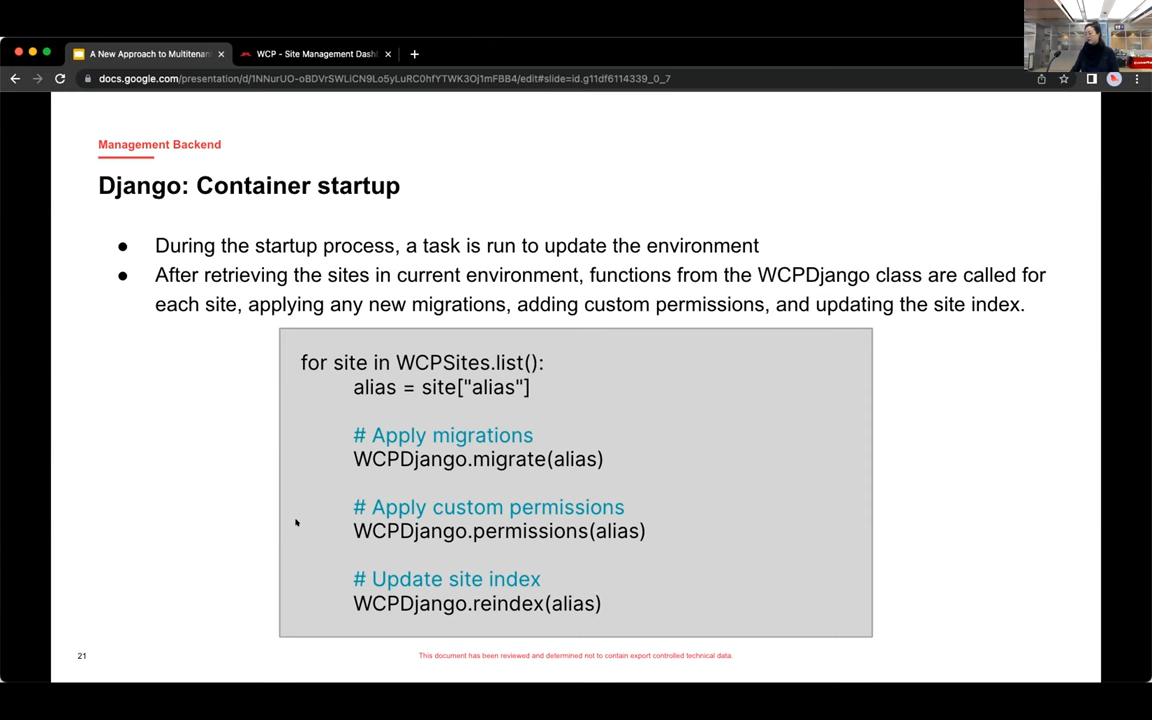 A New Approach to Multitenan
WCP - Site Management Dash
docs.google.com/presentation/d/1NNurUO-oBDVrSWLlCN9Lo5yLuRC0hfYTWK3Oj1mFBB4/edit#slide=id.g11df6114339_0_7
Management Backend
Django: Container startup
● During the startup process, a task is run to update the environment
● After retrieving the sites in current environment, functions from the WCPDjango class are called for
each site, applying any new migrations, adding custom permissions, and updating the site index.
for site in WCPSites.list():
alias = site["alias"]
# Apply migrations
WCPDjango.migrate(alias)
# Apply custom permissions
WCPDjango.permissions(alias)
# Update site index
WCPDjango.reindex(alias)
21
This document has been reviewed and determined not to contain export controlled technical data.